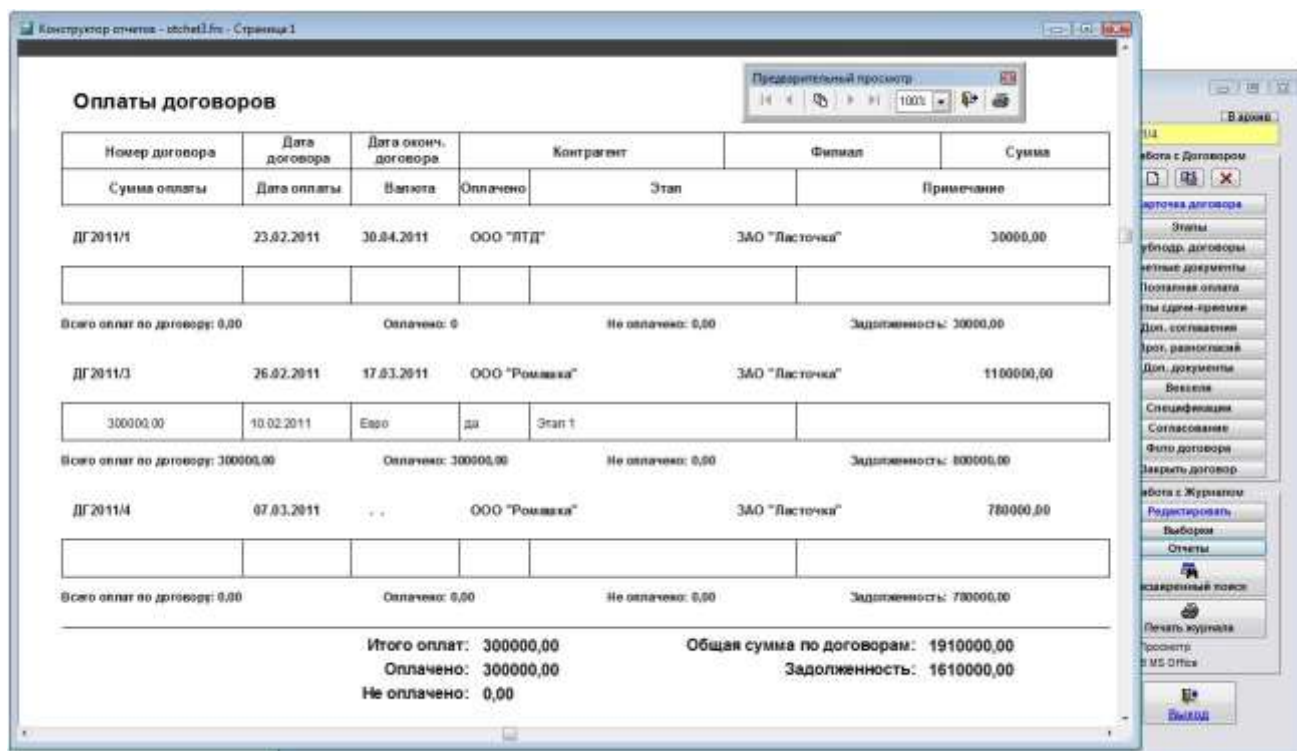 Конструктор отчетов - otchet3.frx - Страница 1
Предварительный просмотр
100%
Оплаты договоров
Номер договора Дата договора Дата оконч. договора Контрагент Филиал Сумма
Сумма оплаты Дата оплаты Валюта Оплачено Этап Примечание
ДГ2011/1 23.02.2011 30.04.2011 ООО "ЛТД" ЗАО "Ласточка" 30000,00
Всего оплат по договору: 0,00 Оплачено: 0 Не оплачено: 0,00 Задолженность: 30000,00
ДГ2011/3 26.02.2011 17.03.2011 ООО "Ромашка" ЗАО "Ласточка" 1100000,00
300000,00 10.02.2011 Евро да Этап 1
Всего оплат по договору: 300000,00 Оплачено: 300000,00 Не оплачено: 0,00 Задолженность: 800000,00
ДГ2011/4 07.03.2011 . . ООО "Ромашка" ЗАО "Ласточка" 780000,00
Всего оплат по договору: 0,00 Оплачено: 0,00 Не оплачено: 0,00 Задолженность: 780000,00
Итого оплат: 300000,00 Общая сумма по договорам: 1910000,00
Оплачено: 300000,00 Задолженность: 1610000,00
Не оплачено: 0,00
В архив
1/4
абота с Договором
арточка договора
Этапы
убподр. договоры
четные документы
Поэтапная оплата
кты сдачи-приемки
Доп. соглашения
Прот. разногласий
Доп. документы
Векселя
Спецификации
Согласование
Фото договора
Закрыть договор
абота с Журналом
Редактировать
Выборки
Отчеты
асширенный поиск
Печать журнала
Просмотр
В MS Office
Выход